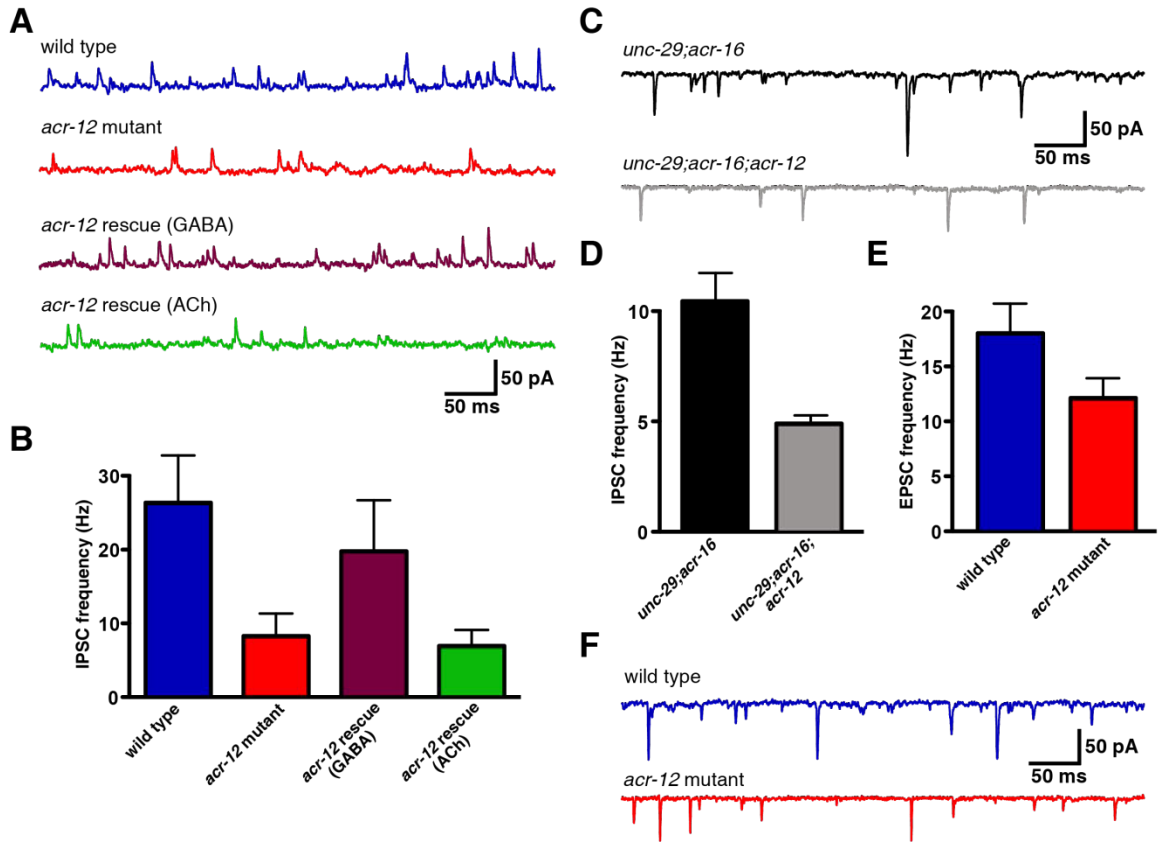 A
wild type
acr-12 mutant
acr-12 rescue (GABA)
acr-12 rescue (ACh)
50 pA
50 ms
B
IPSC frequency (Hz)
30
20
10
0
wild type
acr-12 mutant
acr-12 rescue
(GABA)
acr-12 rescue
(ACh)
C
unc-29;acr-16
50 pA
50 ms
unc-29;acr-16;acr-12
D
IPSC frequency (Hz)
10
5
0
unc-29;acr-16
unc-29;acr-16;
acr-12
E
EPSC frequency (Hz)
20
15
10
5
0
wild type
acr-12 mutant
F
wild type
50 pA
50 ms
acr-12 mutant